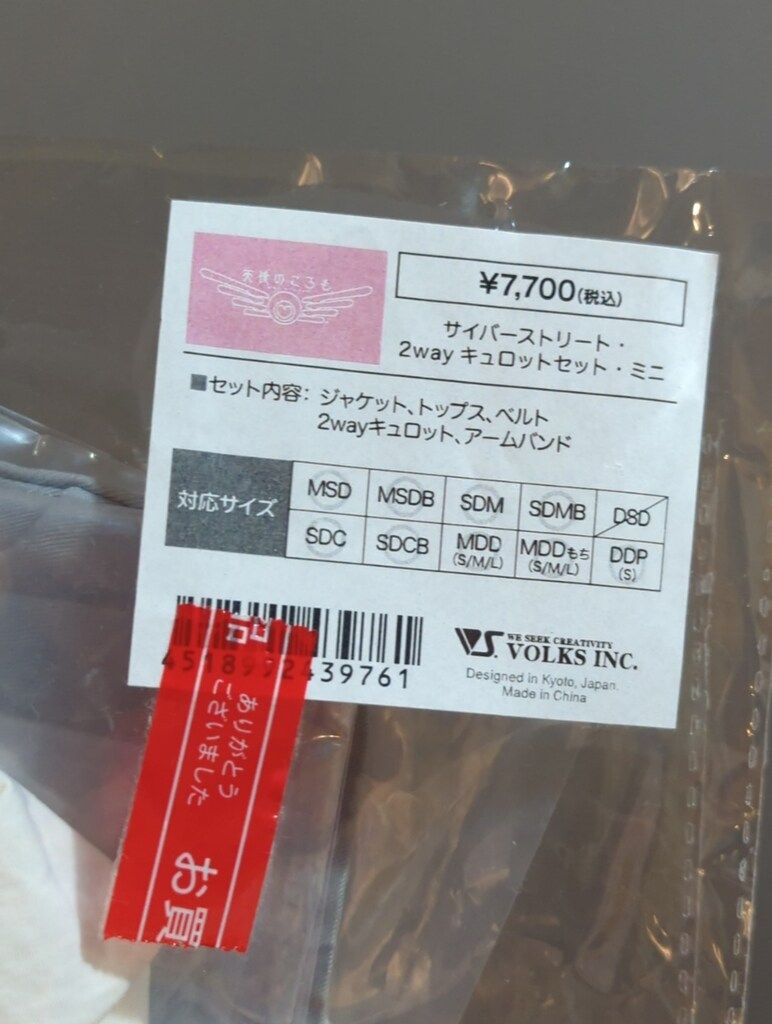 天使のころも
¥7,700(税込)
サイバーストリート・
2way キュロットセット・ミニ
■セット内容: ジャケット、トップス、ベルト
2wayキュロット、アームバンド
対応サイズ
MSD MSDB SDM SDMB DSD
SDC SDCB MDD (S/M/L) MDDもち (S/M/L) DDP (S)
4518992439761
VS. WE SEEK CREATIVITY
VOLKS INC.
Designed in Kyoto, Japan.
Made in China
ありがとう
ございました
お買